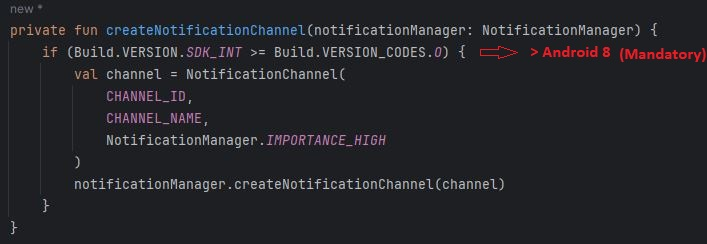 new *
private fun createNotificationChannel(notificationManager: NotificationManager) {
if (Build.VERSION.SDK_INT >= Build.VERSION_CODES.O) { > Android 8 (Mandatory)
val channel = NotificationChannel(
CHANNEL_ID,
CHANNEL_NAME,
NotificationManager.IMPORTANCE_HIGH
)
notificationManager.createNotificationChannel(channel)
}
}